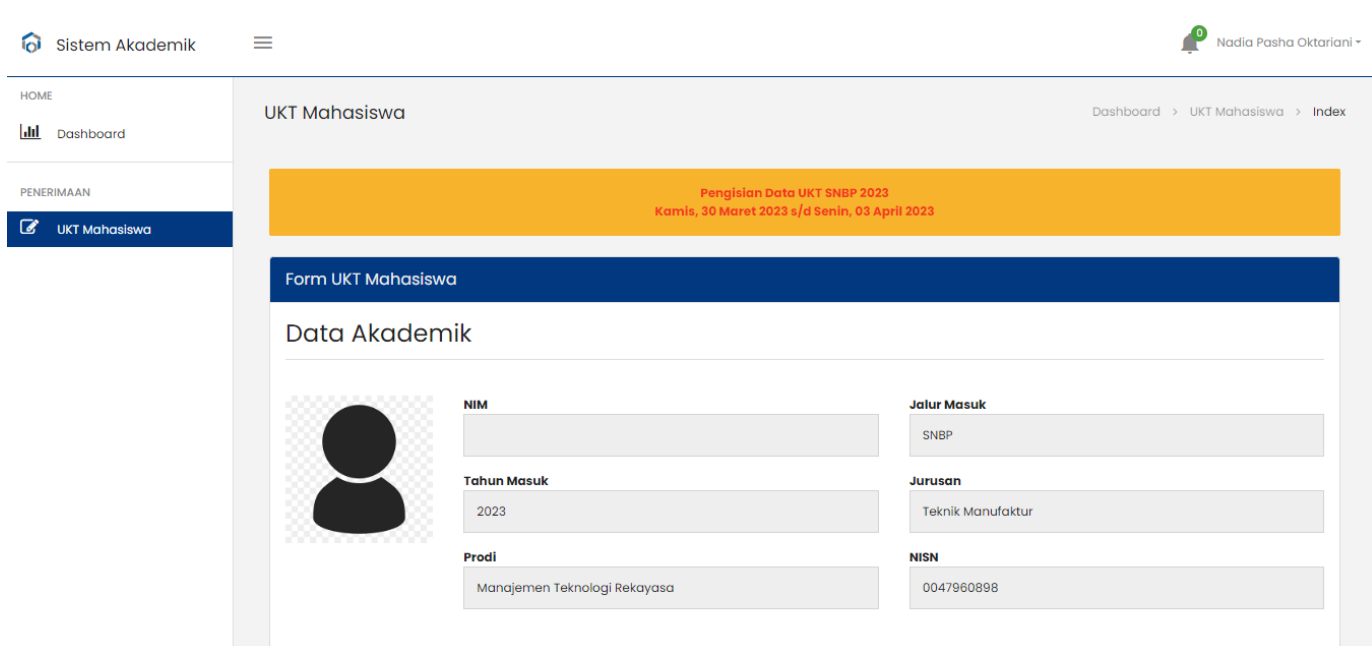 Sistem Akademik
0
Nadia Pasha Oktariani
HOME
Dashboard
PENERIMAAN
UKT Mahasiswa
UKT Mahasiswa
Dashboard > UKT Mahasiswa > Index
Pengisian Data UKT SNBP 2023
Kamis, 30 Maret 2023 s/d Senin, 03 April 2023
Form UKT Mahasiswa
Data Akademik
NIM
Jalur Masuk
SNBP
Tahun Masuk
2023
Jurusan
Teknik Manufaktur
Prodi
Manajemen Teknologi Rekayasa
NISN
0047960898